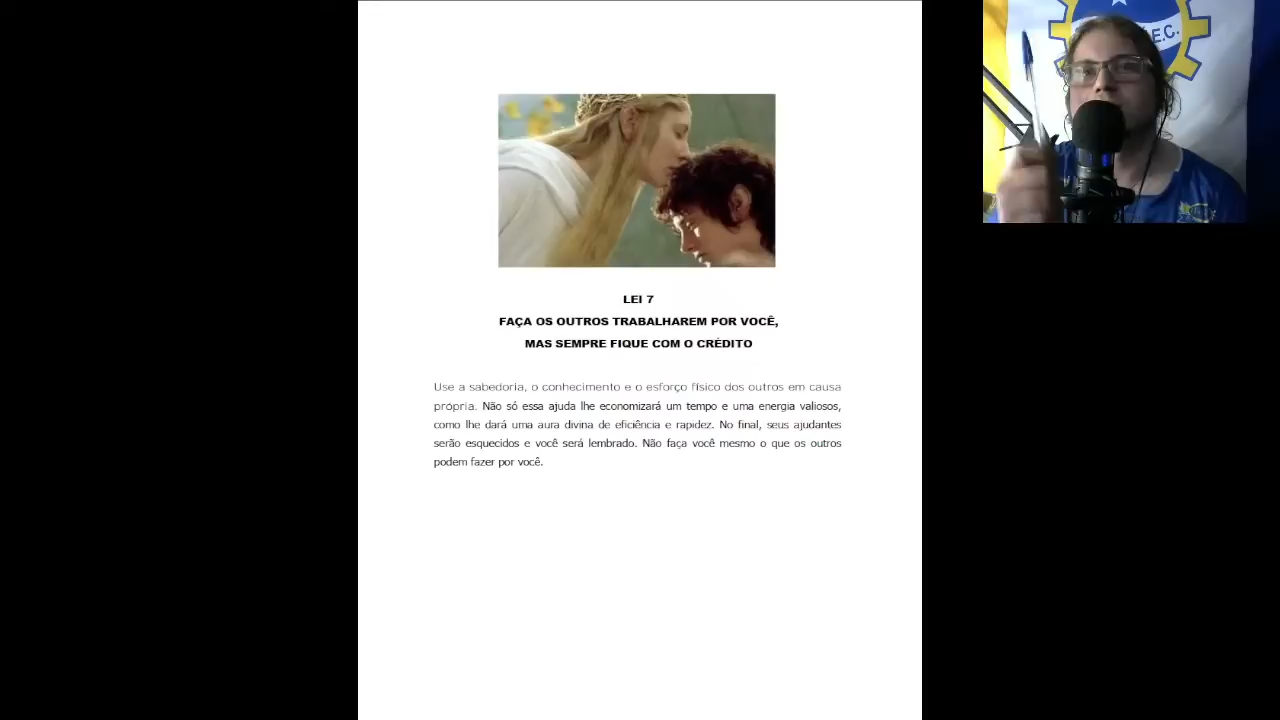 E.C.
LEI 7
FAÇA OS OUTROS TRABALHAREM POR VOCÊ,
MAS SEMPRE FIQUE COM O CRÉDITO
Use a sabedoria, o conhecimento e o esforço físico dos outros em causa
própria. Não só essa ajuda lhe economizará um tempo e uma energia valiosos,
como lhe dará uma aura divina de eficiência e rapidez. No final, seus ajudantes
serão esquecidos e você será lembrado. Não faça você mesmo o que os outros
podem fazer por você.